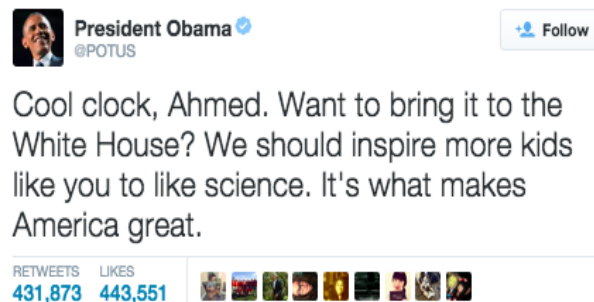 President Obama
@POTUS
Follow
Cool clock, Ahmed. Want to bring it to the
White House? We should inspire more kids
like you to like science. It's what makes
America great.
RETWEETS LIKES
431,873 443,551